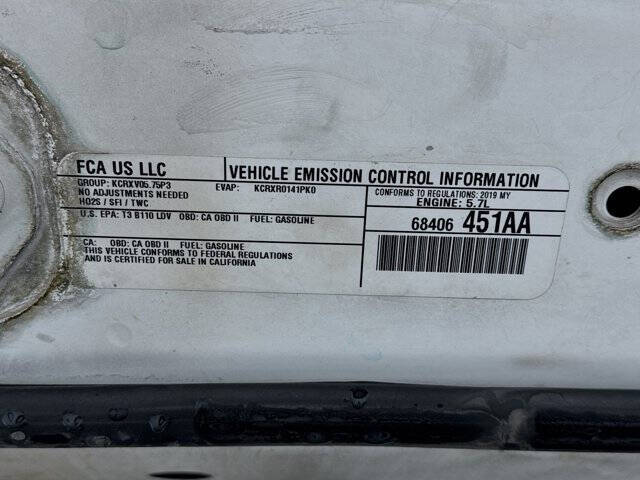 FCA US LLC
VEHICLE EMISSION CONTROL INFORMATION
GROUP: KCRXV05.75P3 EVAP: KCRXR0141PK0
NO ADJUSTMENTS NEEDED
HO2S / SFI / TWC
CONFORMS TO REGULATIONS: 2019 MY
ENGINE: 5.7L
U.S. EPA: T3 B110 LDV OBD: CA OBD II FUEL: GASOLINE
68406 451AA
CA: OBD: CA OBD II FUEL: GASOLINE
THIS VEHICLE CONFORMS TO FEDERAL REGULATIONS
AND IS CERTIFIED FOR SALE IN CALIFORNIA